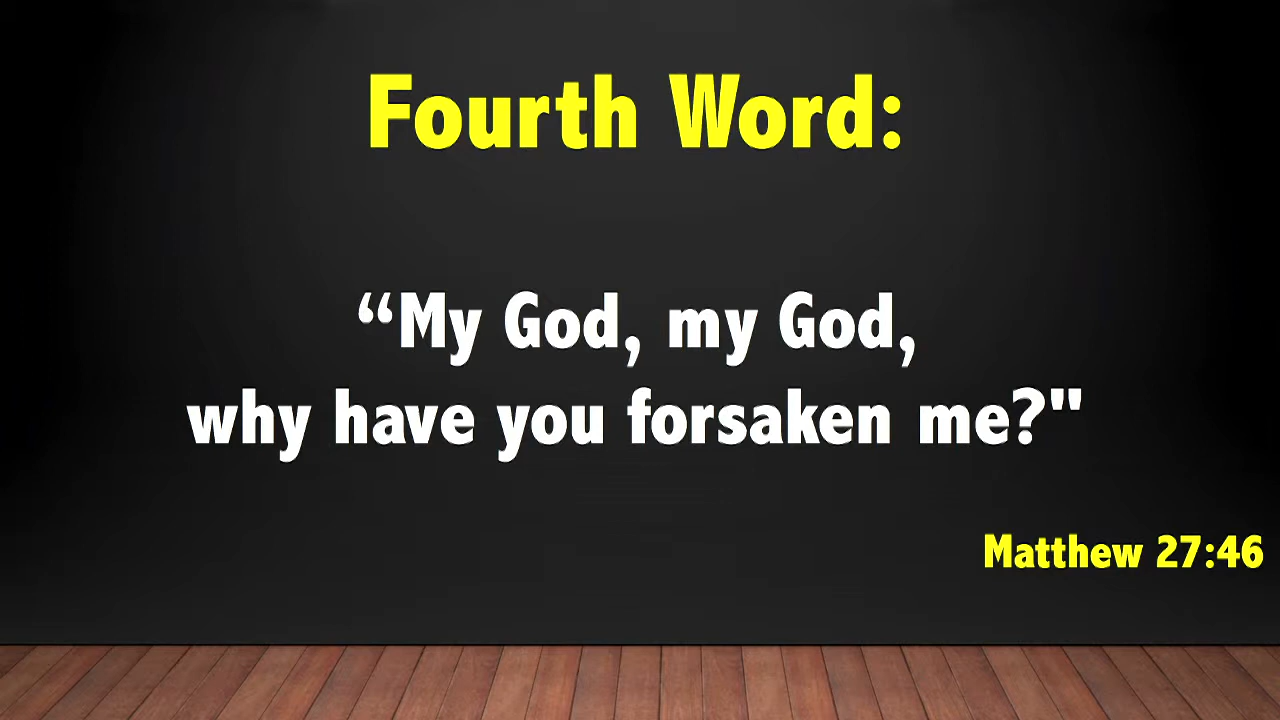 Fourth Word:
“My God, my God,
why have you forsaken me?"
Matthew 27:46